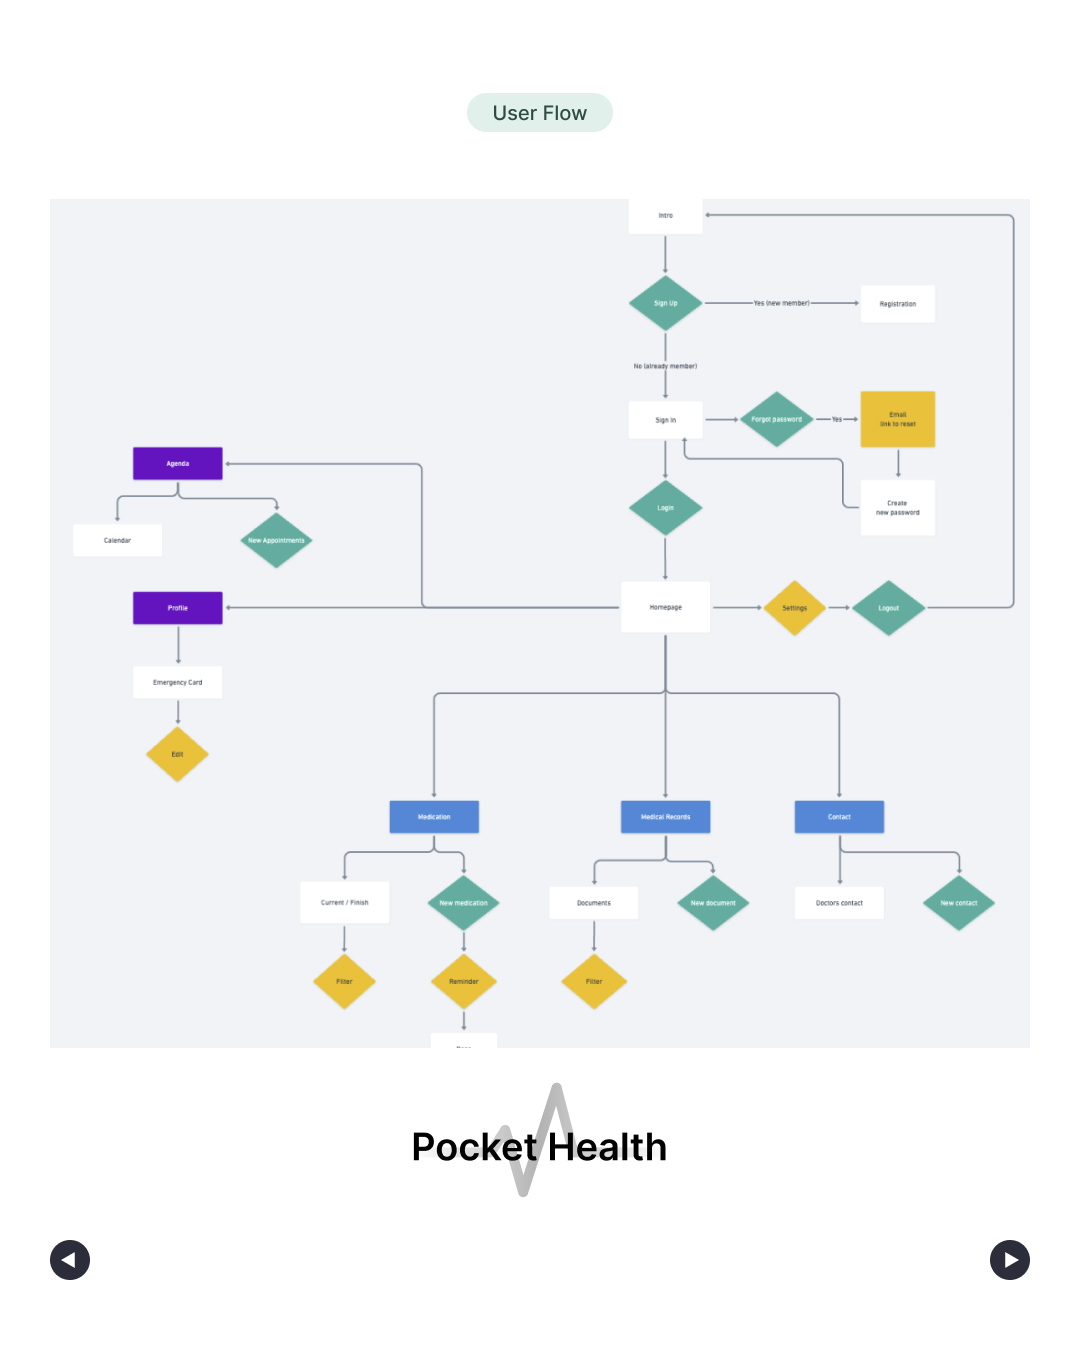 User Flow
Intro
Sign Up
Yes (new member)
Registration
No (already member)
Sign In
Forgot password
Yes
Email
link to reset
Create
new password
Login
Agenda
Calendar
New Appointments
Profile
Homepage
Settings
Logout
Emergency Card
Edit
Medication
Medical Records
Contact
Current / Finish
New medication
Documents
New document
Doctors contact
New contact
Filter
Reminder
Filter
Pocket Health